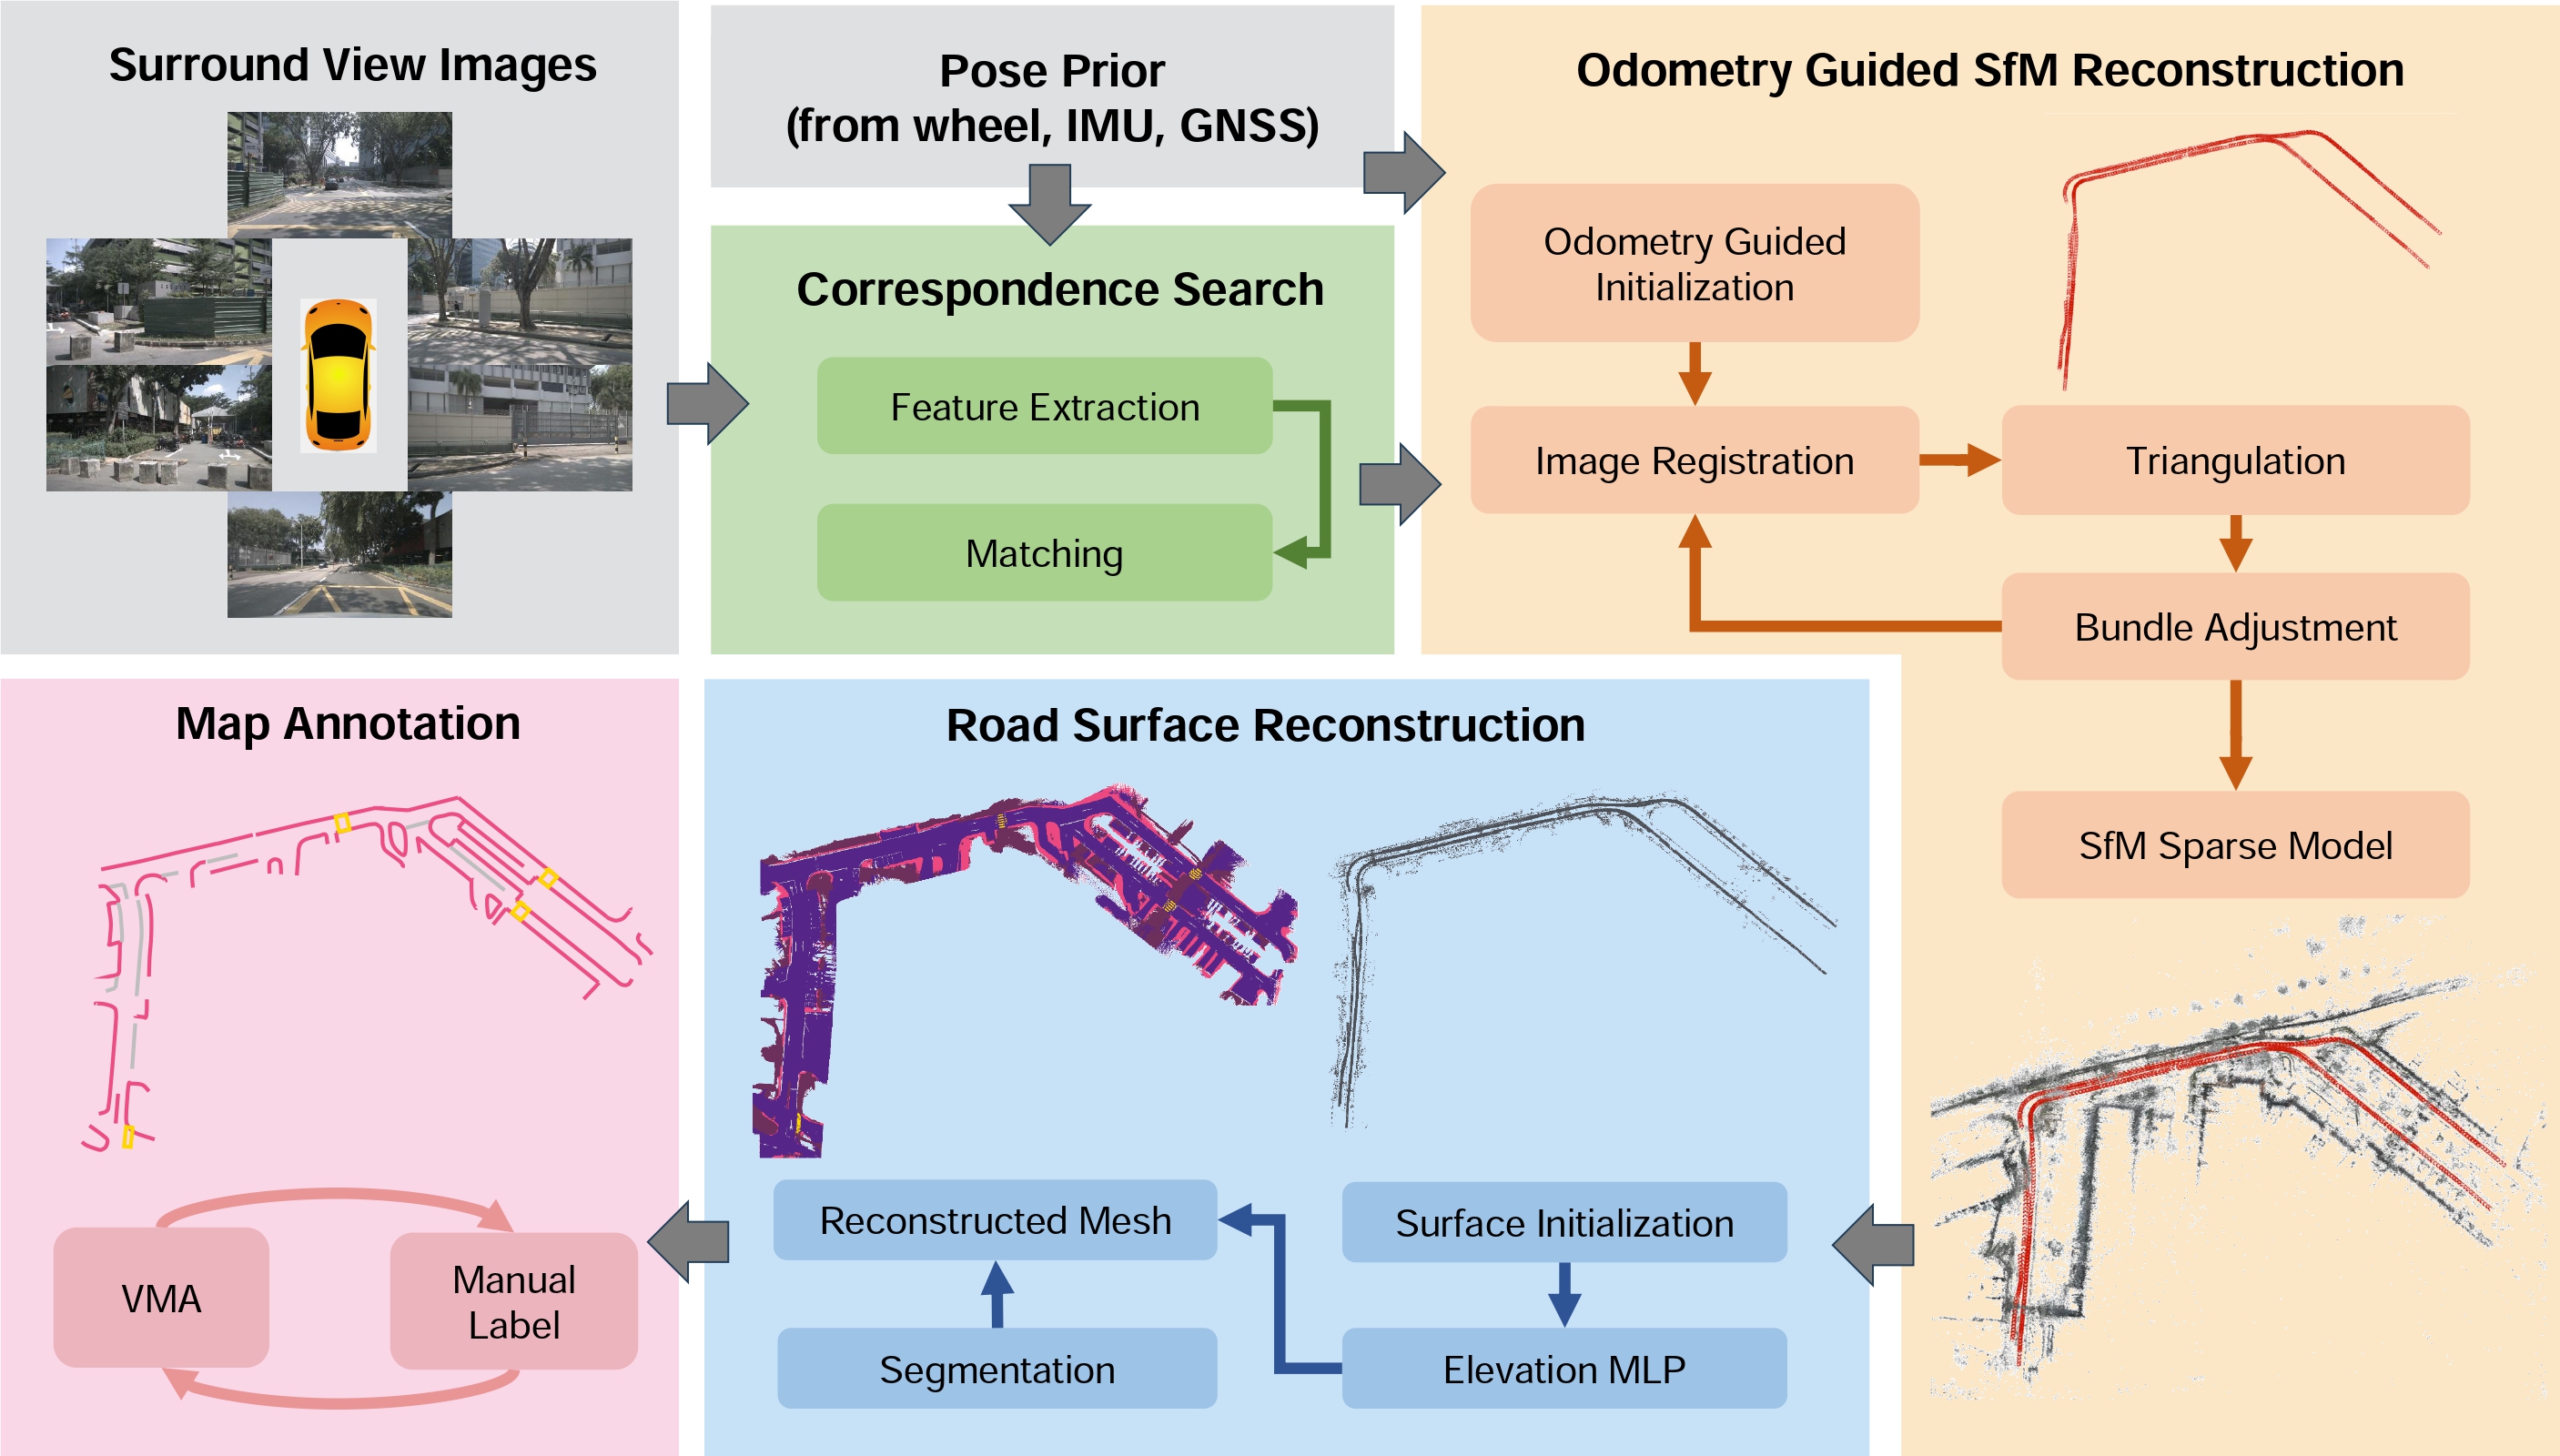 Surround View Images
Pose Prior
(from wheel, IMU, GNSS)
Correspondence Search
Feature Extraction
Matching
Odometry Guided SfM Reconstruction
Odometry Guided
Initialization
Image Registration
Triangulation
Bundle Adjustment
SfM Sparse Model
Road Surface Reconstruction
Surface Initialization
Elevation MLP
Reconstructed Mesh
Segmentation
Map Annotation
VMA
Manual
Label